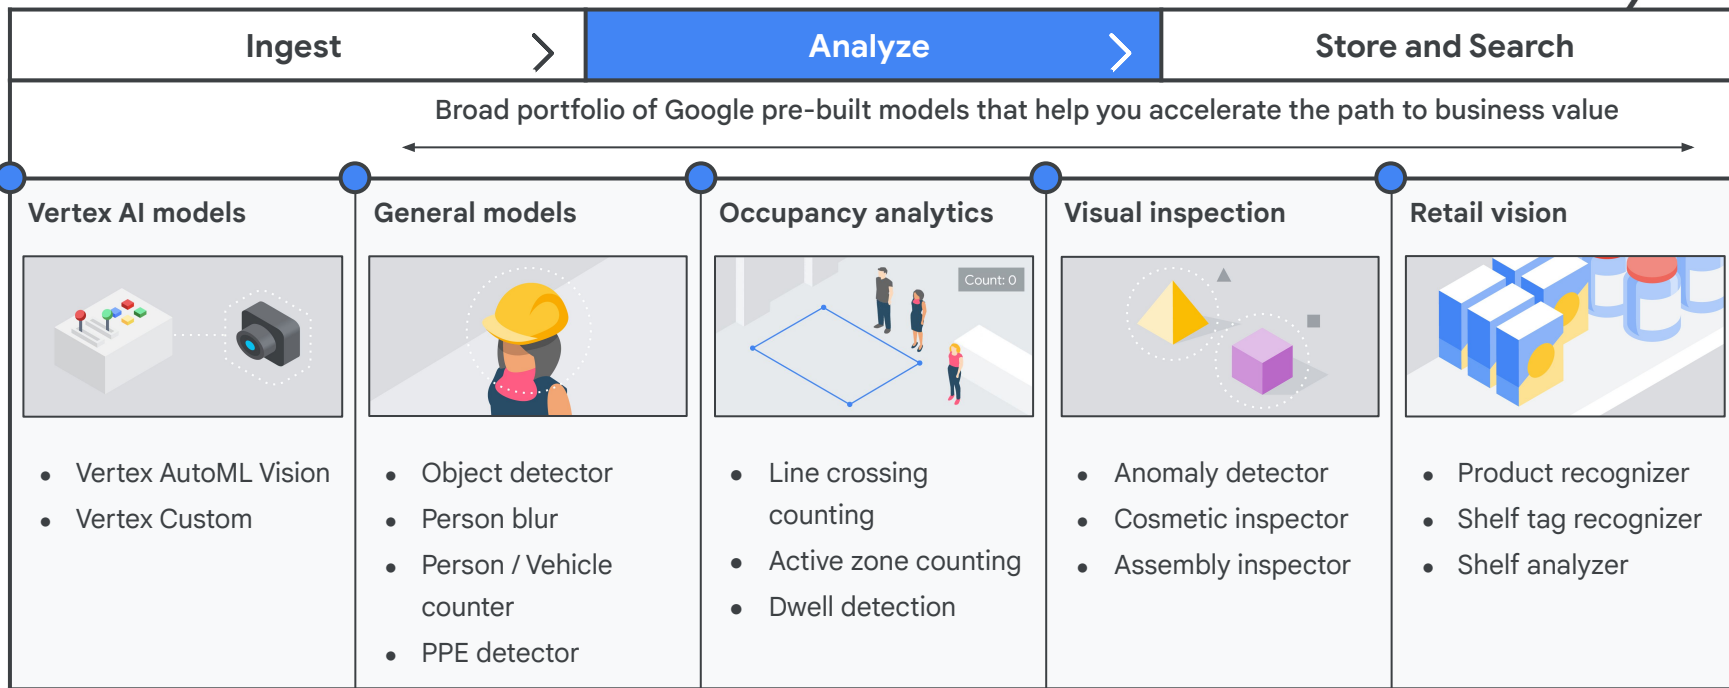 Ingest
Analyze
Store and Search
Broad portfolio of Google pre-built models that help you accelerate the path to business value
Vertex AI models
General models
Occupancy analytics
Visual inspection
Retail vision
Count: 0
● Vertex AutoML Vision
● Vertex Custom
● Object detector
● Person blur
● Person / Vehicle
counter
● PPE detector
● Line crossing
counting
● Active zone counting
● Dwell detection
● Anomaly detector
● Cosmetic inspector
● Assembly inspector
● Product recognizer
● Shelf tag recognizer
● Shelf analyzer